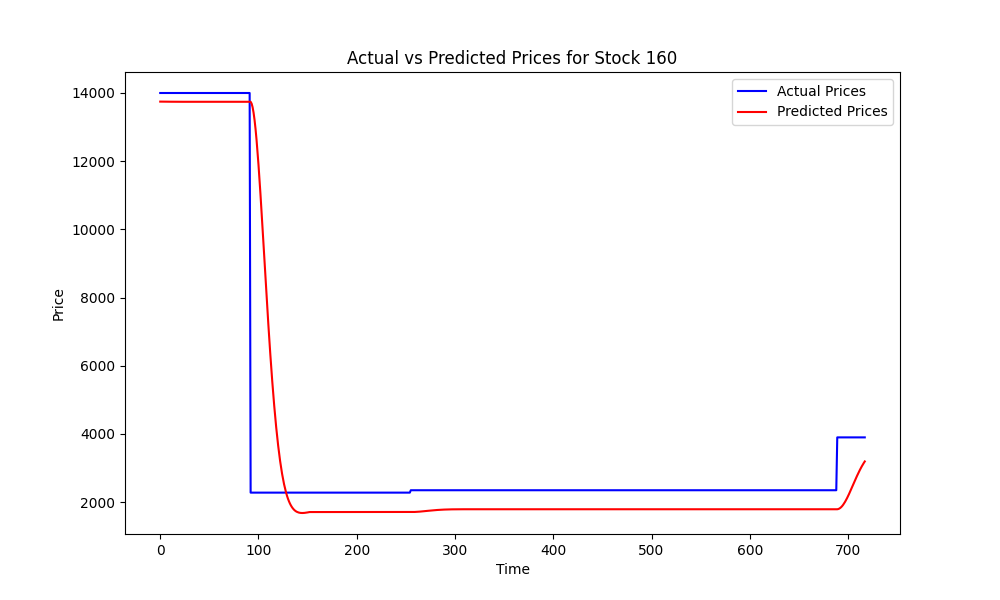 Actual vs Predicted Prices for Stock 160
Actual Prices
Predicted Prices
14000
12000
10000
8000
6000
4000
2000
Price
0 100 200 300 400 500 600 700
Time